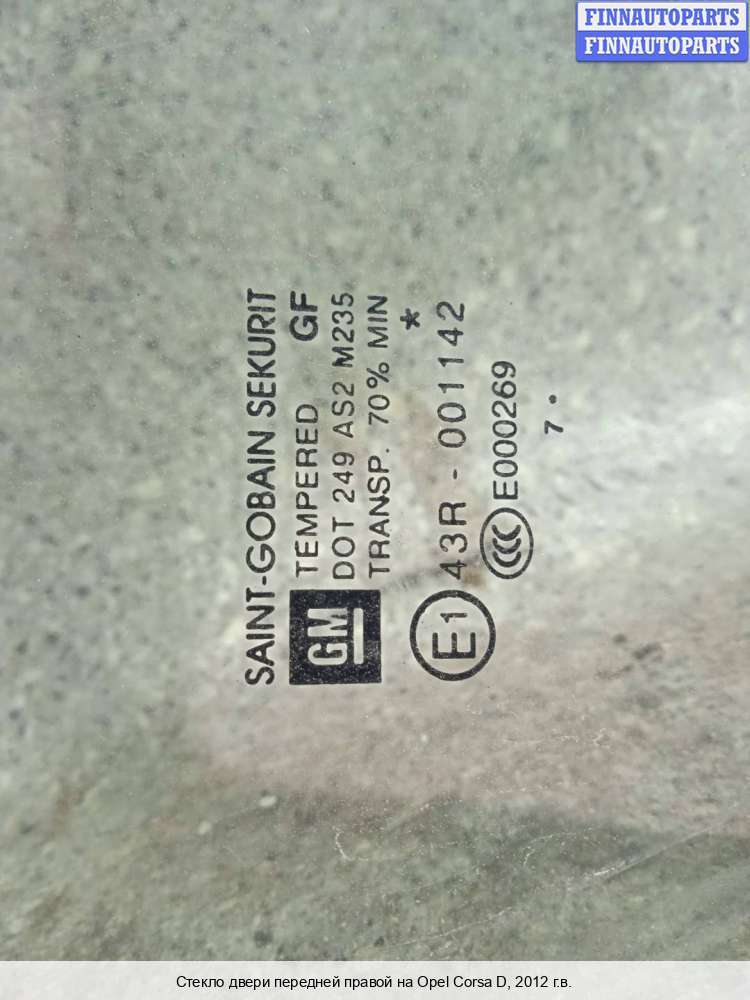 FINNAUTOPARTS
FINNAUTOPARTS
SAINT-GOBAIN SEKURIT
GM
TEMPERED GF
DOT 249 AS2 M235
TRANSP. 70% MIN
*
E1 43R - 001142
CCC E000269
7 •
Стекло двери передней правой на Opel Corsa D, 2012 г.в.